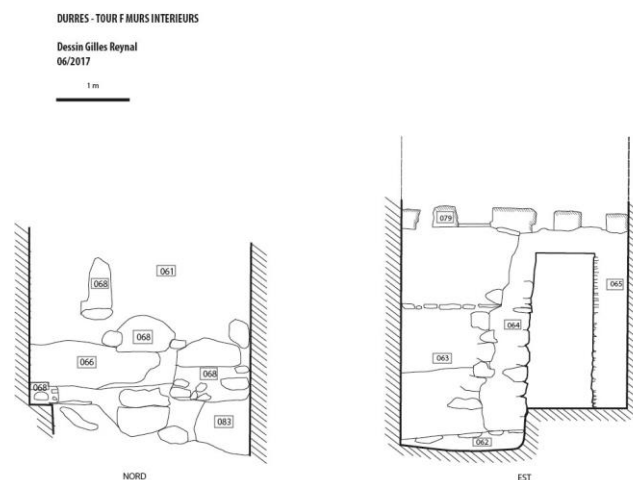 DURRES - TOUR F MURS INTERIEURS
Dessin Gilles Reynal
06/2017
1 m
061
068
068
066
068
068
083
NORD
079
065
064
063
062
EST